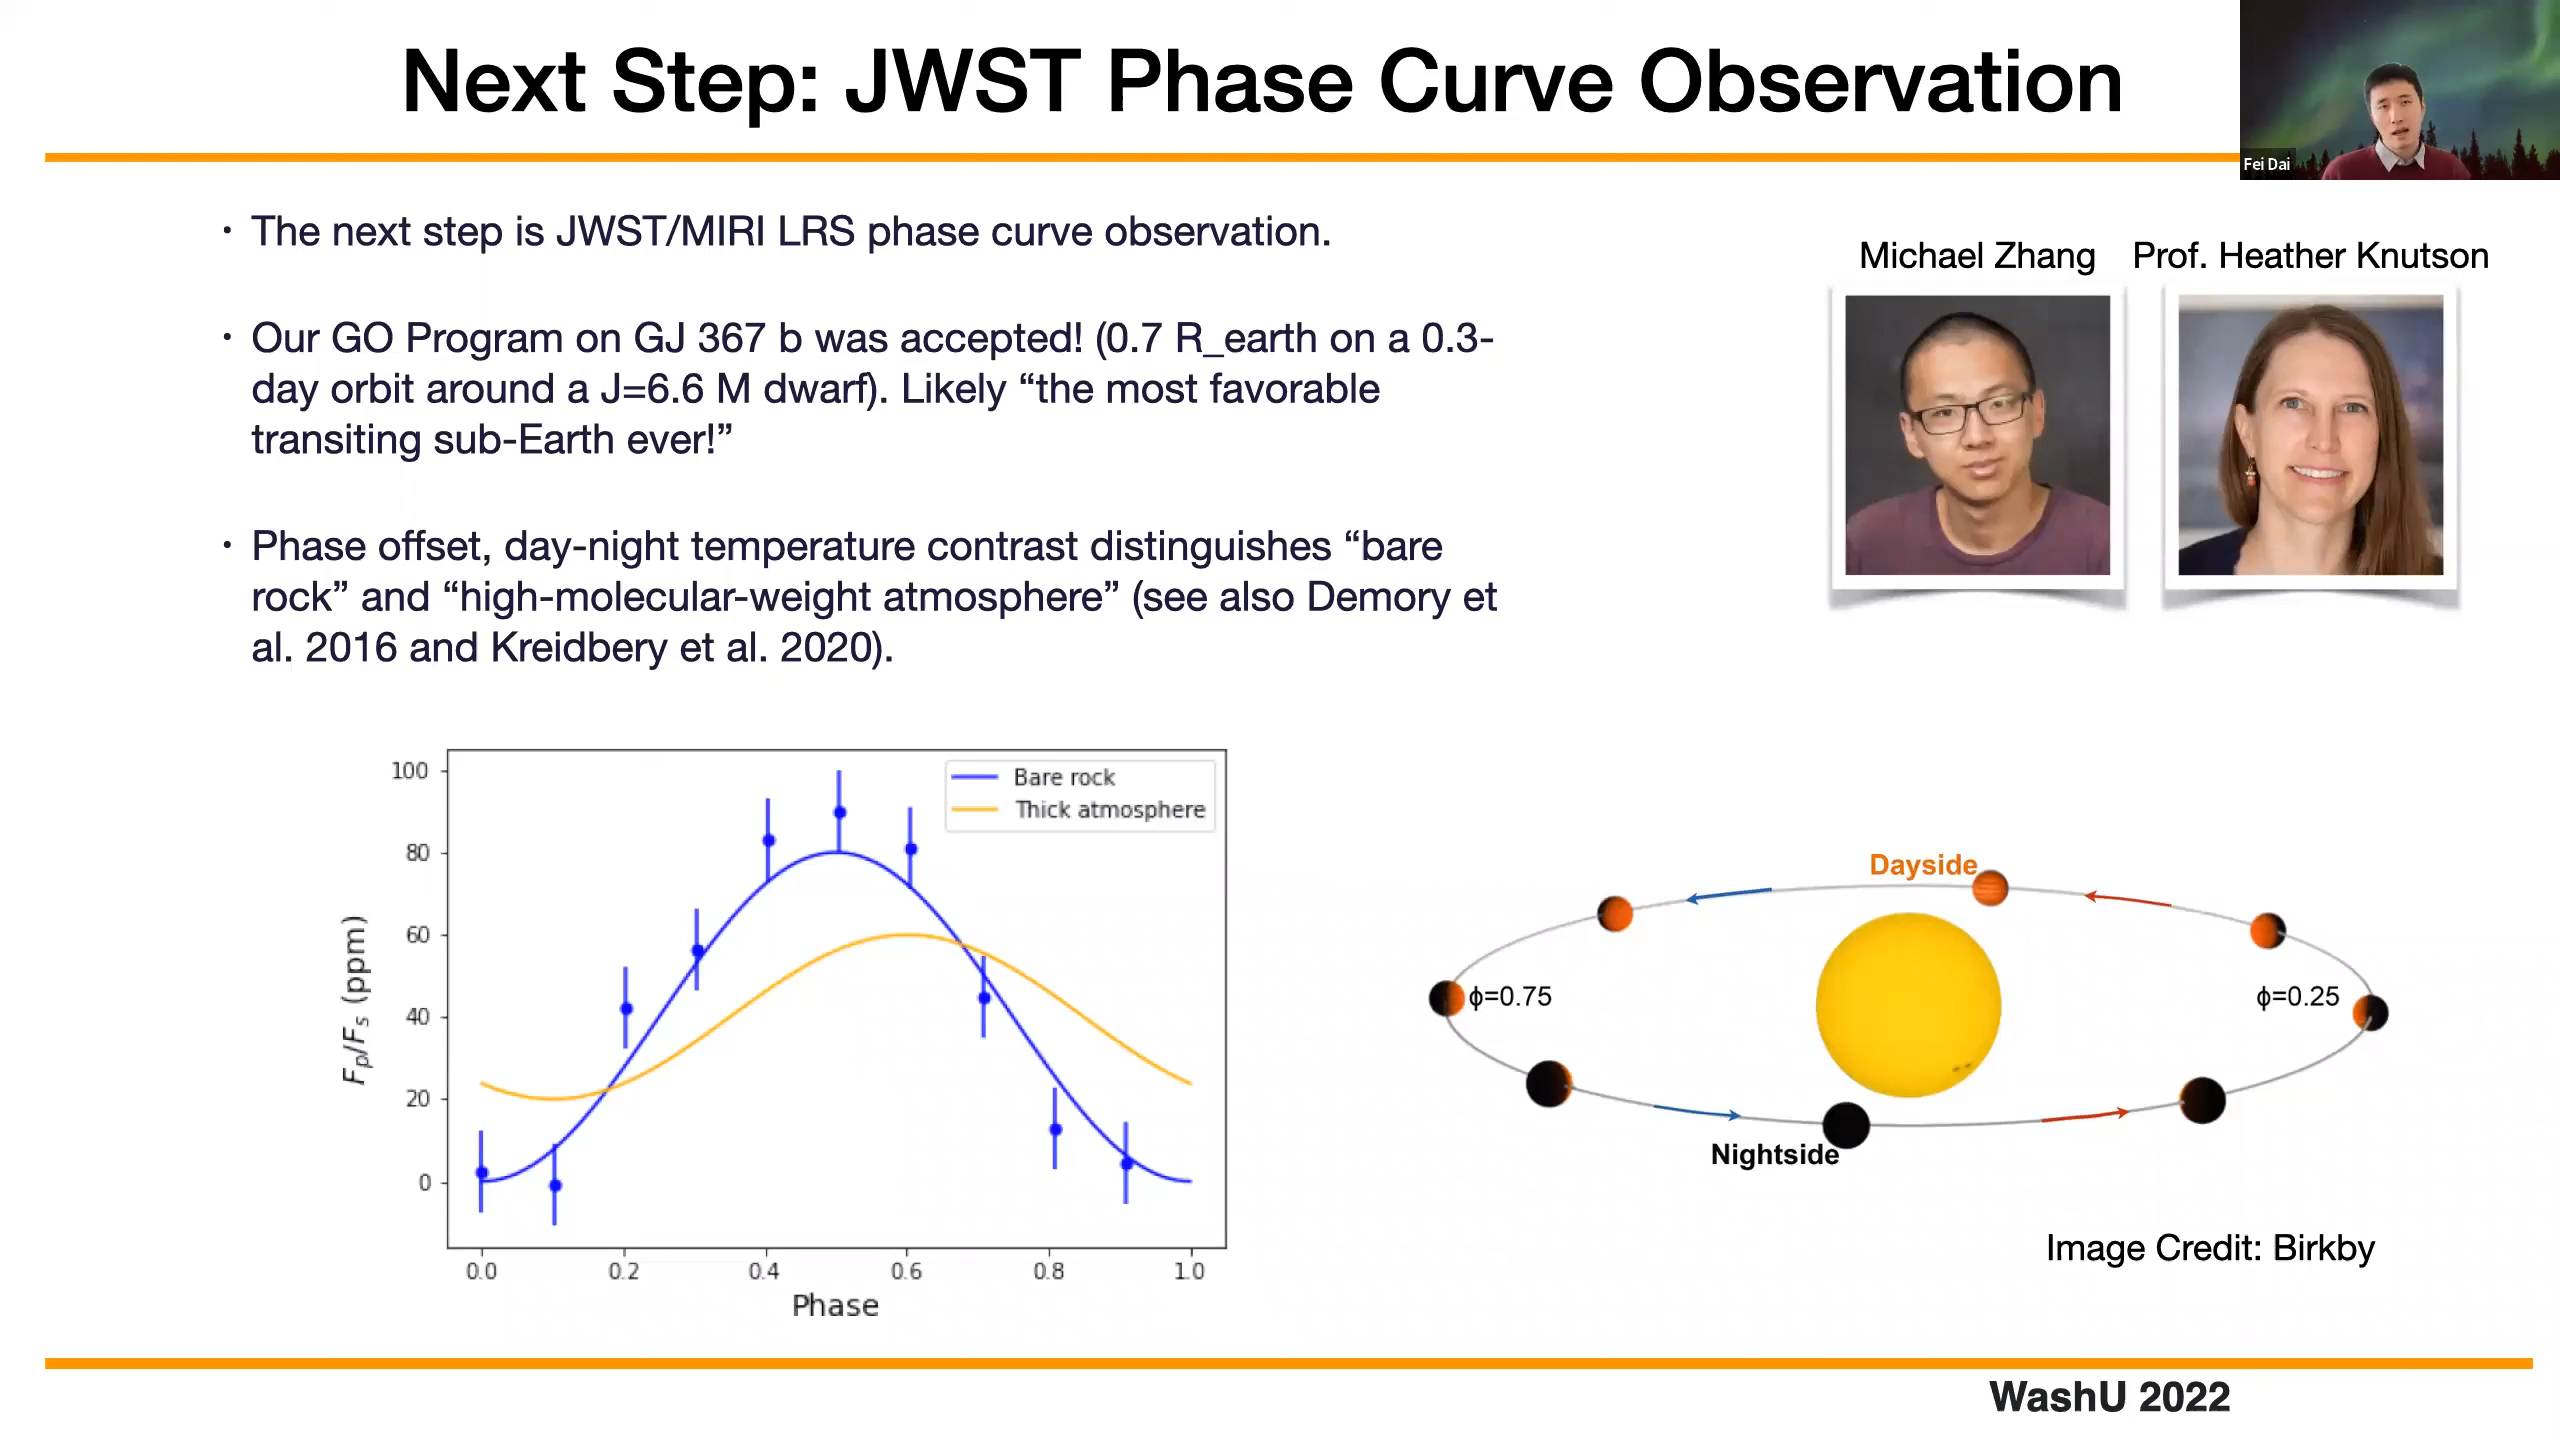 Next Step: JWST Phase Curve Observation
Fei Dai
· The next step is JWST/MIRI LRS phase curve observation.
· Our GO Program on GJ 367 b was accepted! (0.7 R_earth on a 0.3-
day orbit around a J=6.6 M dwarf). Likely “the most favorable
transiting sub-Earth ever!”
· Phase offset, day-night temperature contrast distinguishes “bare
rock” and “high-molecular-weight atmosphere” (see also Demory et
al. 2016 and Kreidbery et al. 2020).
Michael Zhang
Prof. Heather Knutson
Bare rock
Thick atmosphere
Fp/Fs (ppm)
100
80
60
40
20
0
0.0 0.2 0.4 0.6 0.8 1.0
Phase
Dayside
ϕ=0.75
ϕ=0.25
Nightside
Image Credit: Birkby
WashU 2022